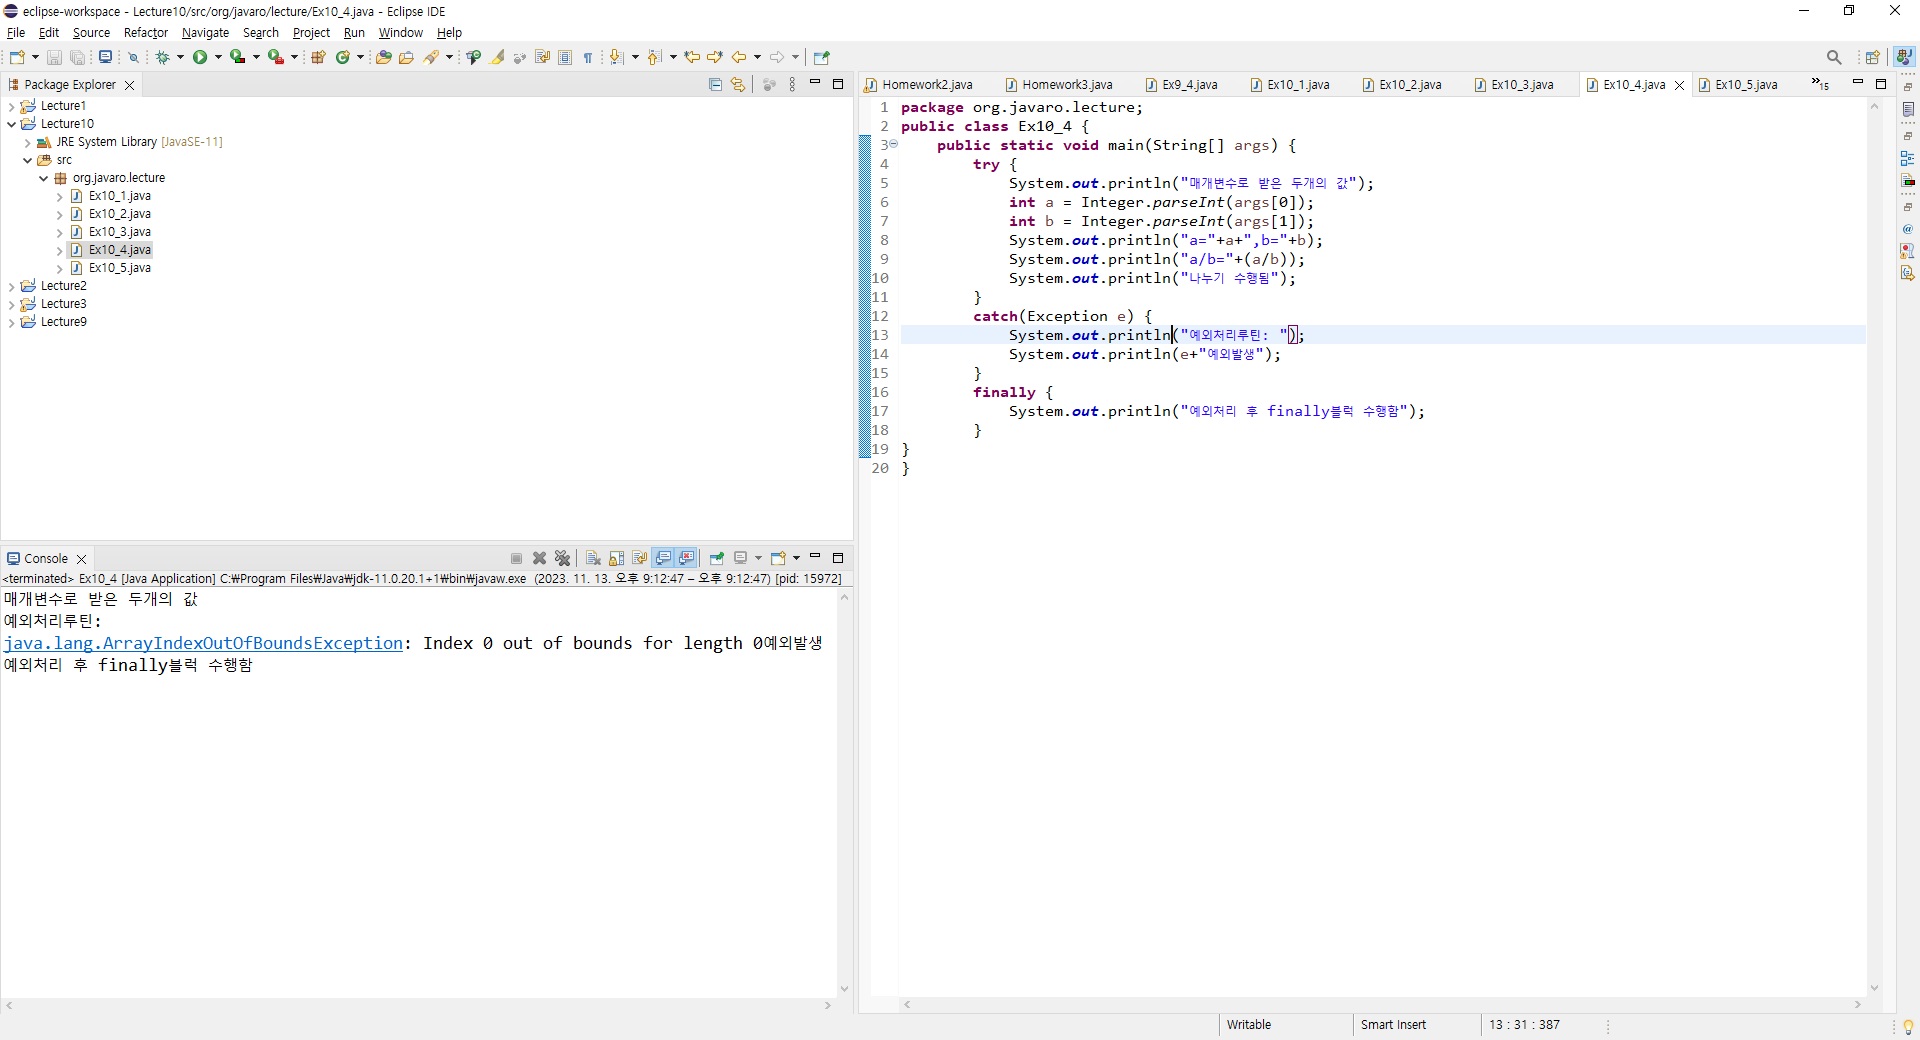 eclipse-workspace - Lecture10/src/org/javaro/lecture/Ex10_4.java - Eclipse IDE
File Edit Source Refactor Navigate Search Project Run Window Help
Package Explorer
Lecture1
Lecture10
JRE System Library [JavaSE-11]
src
org.javaro.lecture
Ex10_1.java
Ex10_2.java
Ex10_3.java
Ex10_4.java
Ex10_5.java
Lecture2
Lecture3
Lecture9
Console
<terminated> Ex10_4 [Java Application] C:₩Program Files₩Java₩jdk-11.0.20.1+1₩bin₩javaw.exe (2023. 11. 13. 오후 9:12:47 – 오후 9:12:47) [pid: 15972]
매개변수로 받은 두개의 값
예외처리루틴:
java.lang.ArrayIndexOutOfBoundsException: Index 0 out of bounds for length 0예외발생
예외처리 후 finally블럭 수행함
Homework2.java Homework3.java Ex9_4.java Ex10_1.java Ex10_2.java Ex10_3.java Ex10_4.java Ex10_5.java »15
1 package org.javaro.lecture;
2 public class Ex10_4 {
3 public static void main(String[] args) {
4 try {
5 System.out.println("매개변수로 받은 두개의 값");
6 int a = Integer.parseInt(args[0]);
7 int b = Integer.parseInt(args[1]);
8 System.out.println("a="+a+",b="+b);
9 System.out.println("a/b="+(a/b));
10 System.out.println("나누기 수행됨");
11 }
12 catch(Exception e) {
13 System.out.println("예외처리루틴: ");
14 System.out.println(e+"예외발생");
15 }
16 finally {
17 System.out.println("예외처리 후 finally블럭 수행함");
18 }
19 }
20 }
Writable Smart Insert 13 : 31 : 387